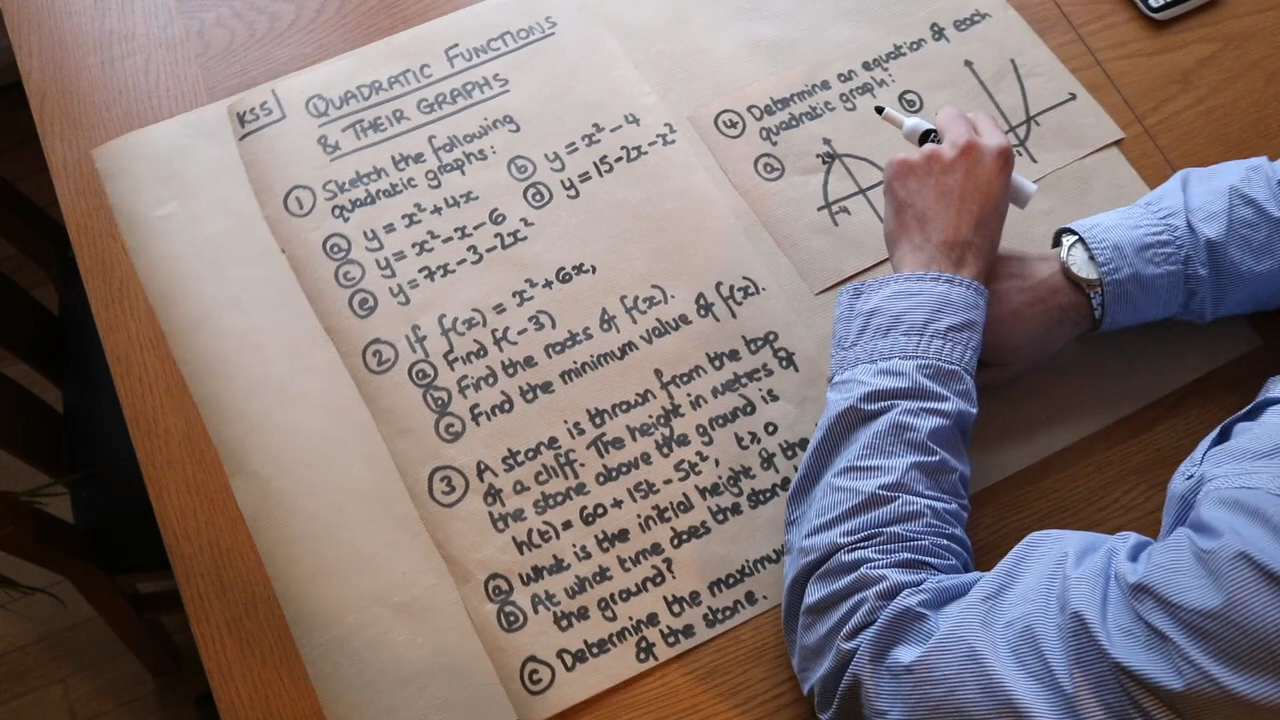 KS5
QUADRATIC FUNCTIONS
& THEIR GRAPHS
① Sketch the following
quadratic graphs:
ⓐ y = x² + 4x
ⓑ y = x² - 4
ⓒ y = x² - x - 6
ⓓ y = 15 - 2x - x²
ⓔ y = 7x - 3 - 2x²
② If f(x) = x² + 6x,
ⓐ Find f(-3)
ⓑ Find the roots of f(x).
ⓒ Find the minimum value of f(x).
③ A stone is thrown from the top
of a cliff. The height in metres of
the stone above the ground is
h(t) = 60 + 15t - 5t², t ⩾ 0
ⓐ What is the initial height of the
ⓑ At what time does the stone
the ground?
ⓒ Determine the maximum
of the stone.
④ Determine an equation of each
quadratic graph:
ⓐ
ⓑ
24
-4